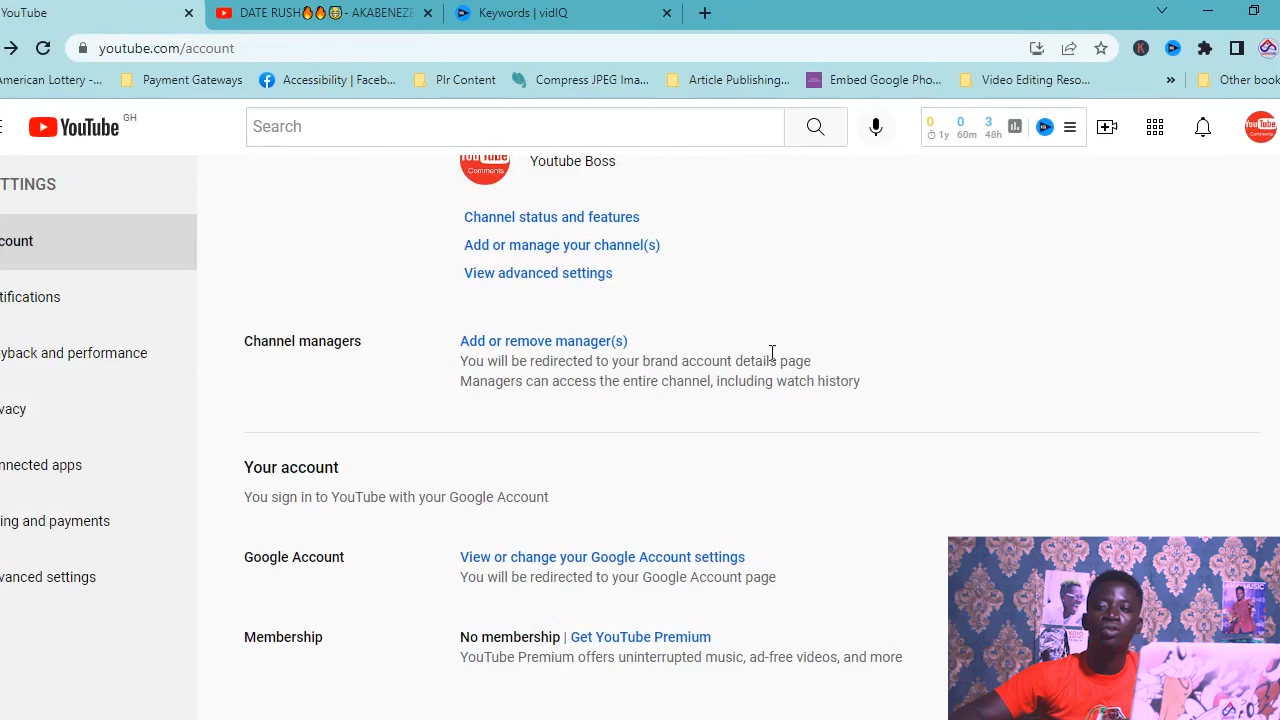 YouTube
DATE RUSH🔥🔥😂 - AKABENEZE
Keywords | vidIQ
youtube.com/account
merican Lottery -...
Payment Gateways
Accessibility | Faceb...
Plr Content
Compress JPEG Ima...
Article Publishing...
Embed Google Pho...
Video Editing Reso...
»
Other book
YouTube GH
Search
0 0 3
1y 60m 48h
YouTube
Comments
TTINGS
YouTube
Comments
Youtube Boss
Channel status and features
count
Add or manage your channel(s)
View advanced settings
tifications
Channel managers
Add or remove manager(s)
yback and performance
You will be redirected to your brand account details page
Managers can access the entire channel, including watch history
vacy
nnected apps
Your account
You sign in to YouTube with your Google Account
ing and payments
Google Account
View or change your Google Account settings
vanced settings
You will be redirected to your Google Account page
Membership
No membership | Get YouTube Premium
YouTube Premium offers uninterrupted music, ad-free videos, and more
MUSIC